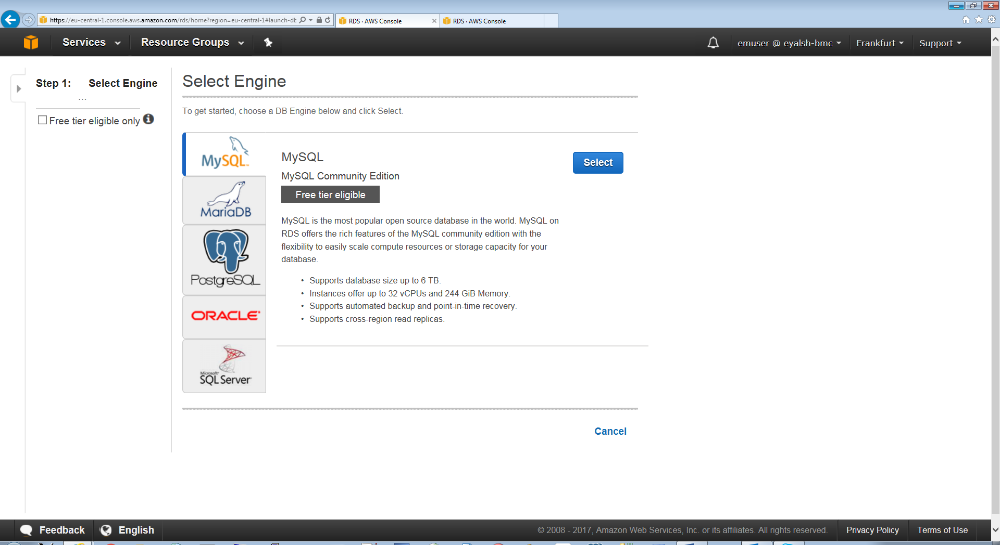 https://eu-central-1.console.aws.amazon.com/rds/home?region=eu-central-1#launch-db
RDS · AWS Console
RDS · AWS Console
Services
Resource Groups
emuser @ eyalsh-bmc
Frankfurt
Support
Step 1: Select Engine
...
Free tier eligible only
Select Engine
To get started, choose a DB Engine below and click Select.
MySQL
MariaDB
PostgreSQL
ORACLE
Microsoft
SQL Server
MySQL
Select
MySQL Community Edition
Free tier eligible
MySQL is the most popular open source database in the world. MySQL on
RDS offers the rich features of the MySQL community edition with the
flexibility to easily scale compute resources or storage capacity for your
database.
• Supports database size up to 6 TB.
• Instances offer up to 32 vCPUs and 244 GiB Memory.
• Supports automated backup and point-in-time recovery.
• Supports cross-region read replicas.
Cancel
Feedback
English
© 2008 - 2017, Amazon Web Services, Inc. or its affiliates. All rights reserved.
Privacy Policy
Terms of Use